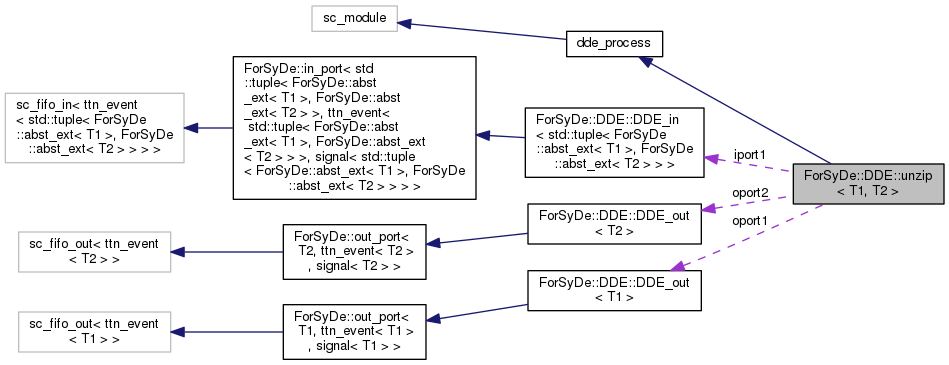 sc_module
dde_process
ForSyDe::in_port< std
::tuple< ForSyDe::abst
_ext< T1 >, ForSyDe::abst
_ext< T2 > >, ttn_event<
std::tuple< ForSyDe::abst
_ext< T1 >, ForSyDe::abst_ext
< T2 > > >, signal< std::tuple
< ForSyDe::abst_ext< T1 >, ForSyDe
::abst_ext< T2 > > > >
sc_fifo_in< ttn_event
< std::tuple< ForSyDe
::abst_ext< T1 >, ForSyDe
::abst_ext< T2 > > > >
ForSyDe::DDE::DDE_in
< std::tuple< ForSyDe
::abst_ext< T1 >, ForSyDe
::abst_ext< T2 > > >
iport1
ForSyDe::DDE::unzip
< T1, T2 >
oport2
oport1
ForSyDe::DDE::DDE_out
< T2 >
ForSyDe::out_port<
T2, ttn_event< T2 >
, signal< T2 > >
sc_fifo_out< ttn_event
< T2 > >
ForSyDe::DDE::DDE_out
< T1 >
ForSyDe::out_port<
T1, ttn_event< T1 >
, signal< T1 > >
sc_fifo_out< ttn_event
< T1 > >